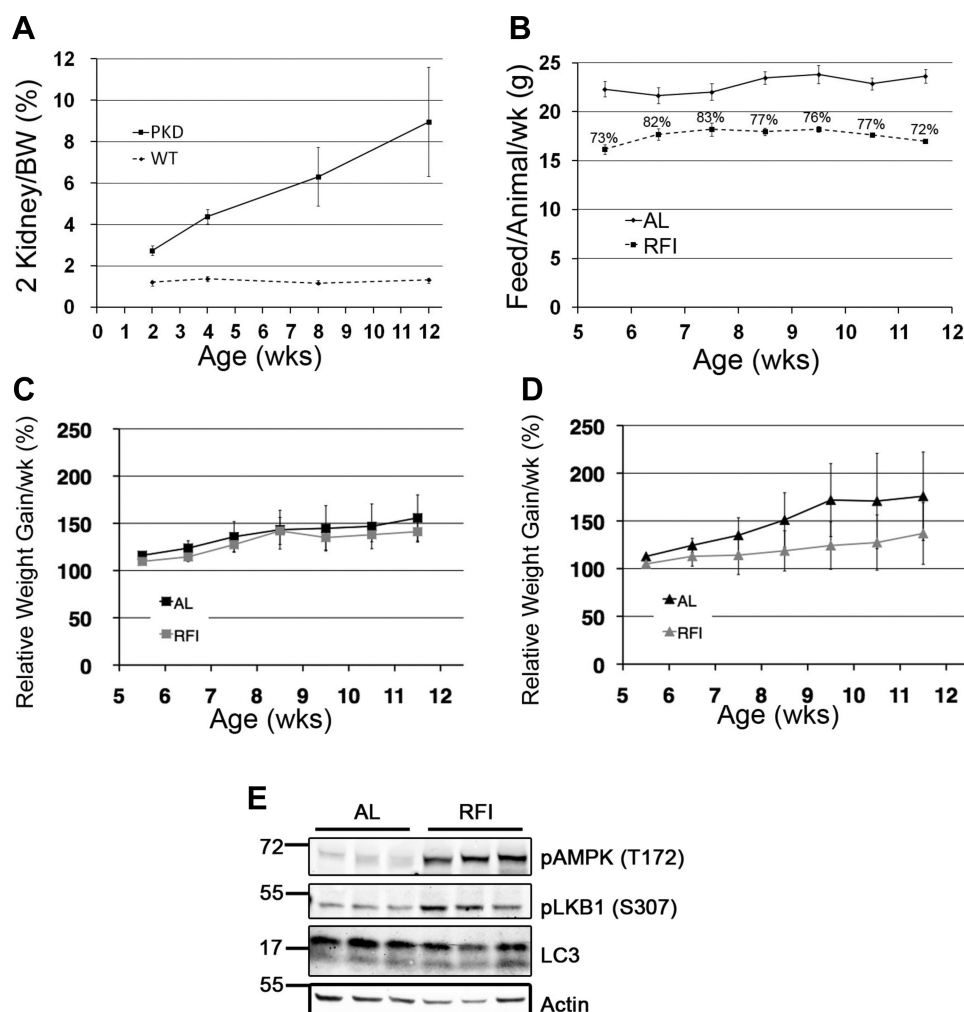 A
2 Kidney/BW (%)
12
10
8
6
4
2
0
PKD
WT
0 1 2 3 4 5 6 7 8 9 10 11 12
Age (wks)
B
Feed/Animal/wk (g)
25
20
15
10
5
0
73% 82% 83% 77% 76% 77% 72%
AL
RFI
5 6 7 8 9 10 11 12
Age (wks)
C
Relative Weight Gain/wk (%)
250
200
150
100
50
0
AL
RFI
5 6 7 8 9 10 11 12
Age (wks)
D
Relative Weight Gain/wk (%)
250
200
150
100
50
0
AL
RFI
5 6 7 8 9 10 11 12
Age (wks)
E
AL RFI
72
pAMPK (T172)
55
pLKB1 (S307)
17
LC3
55
Actin